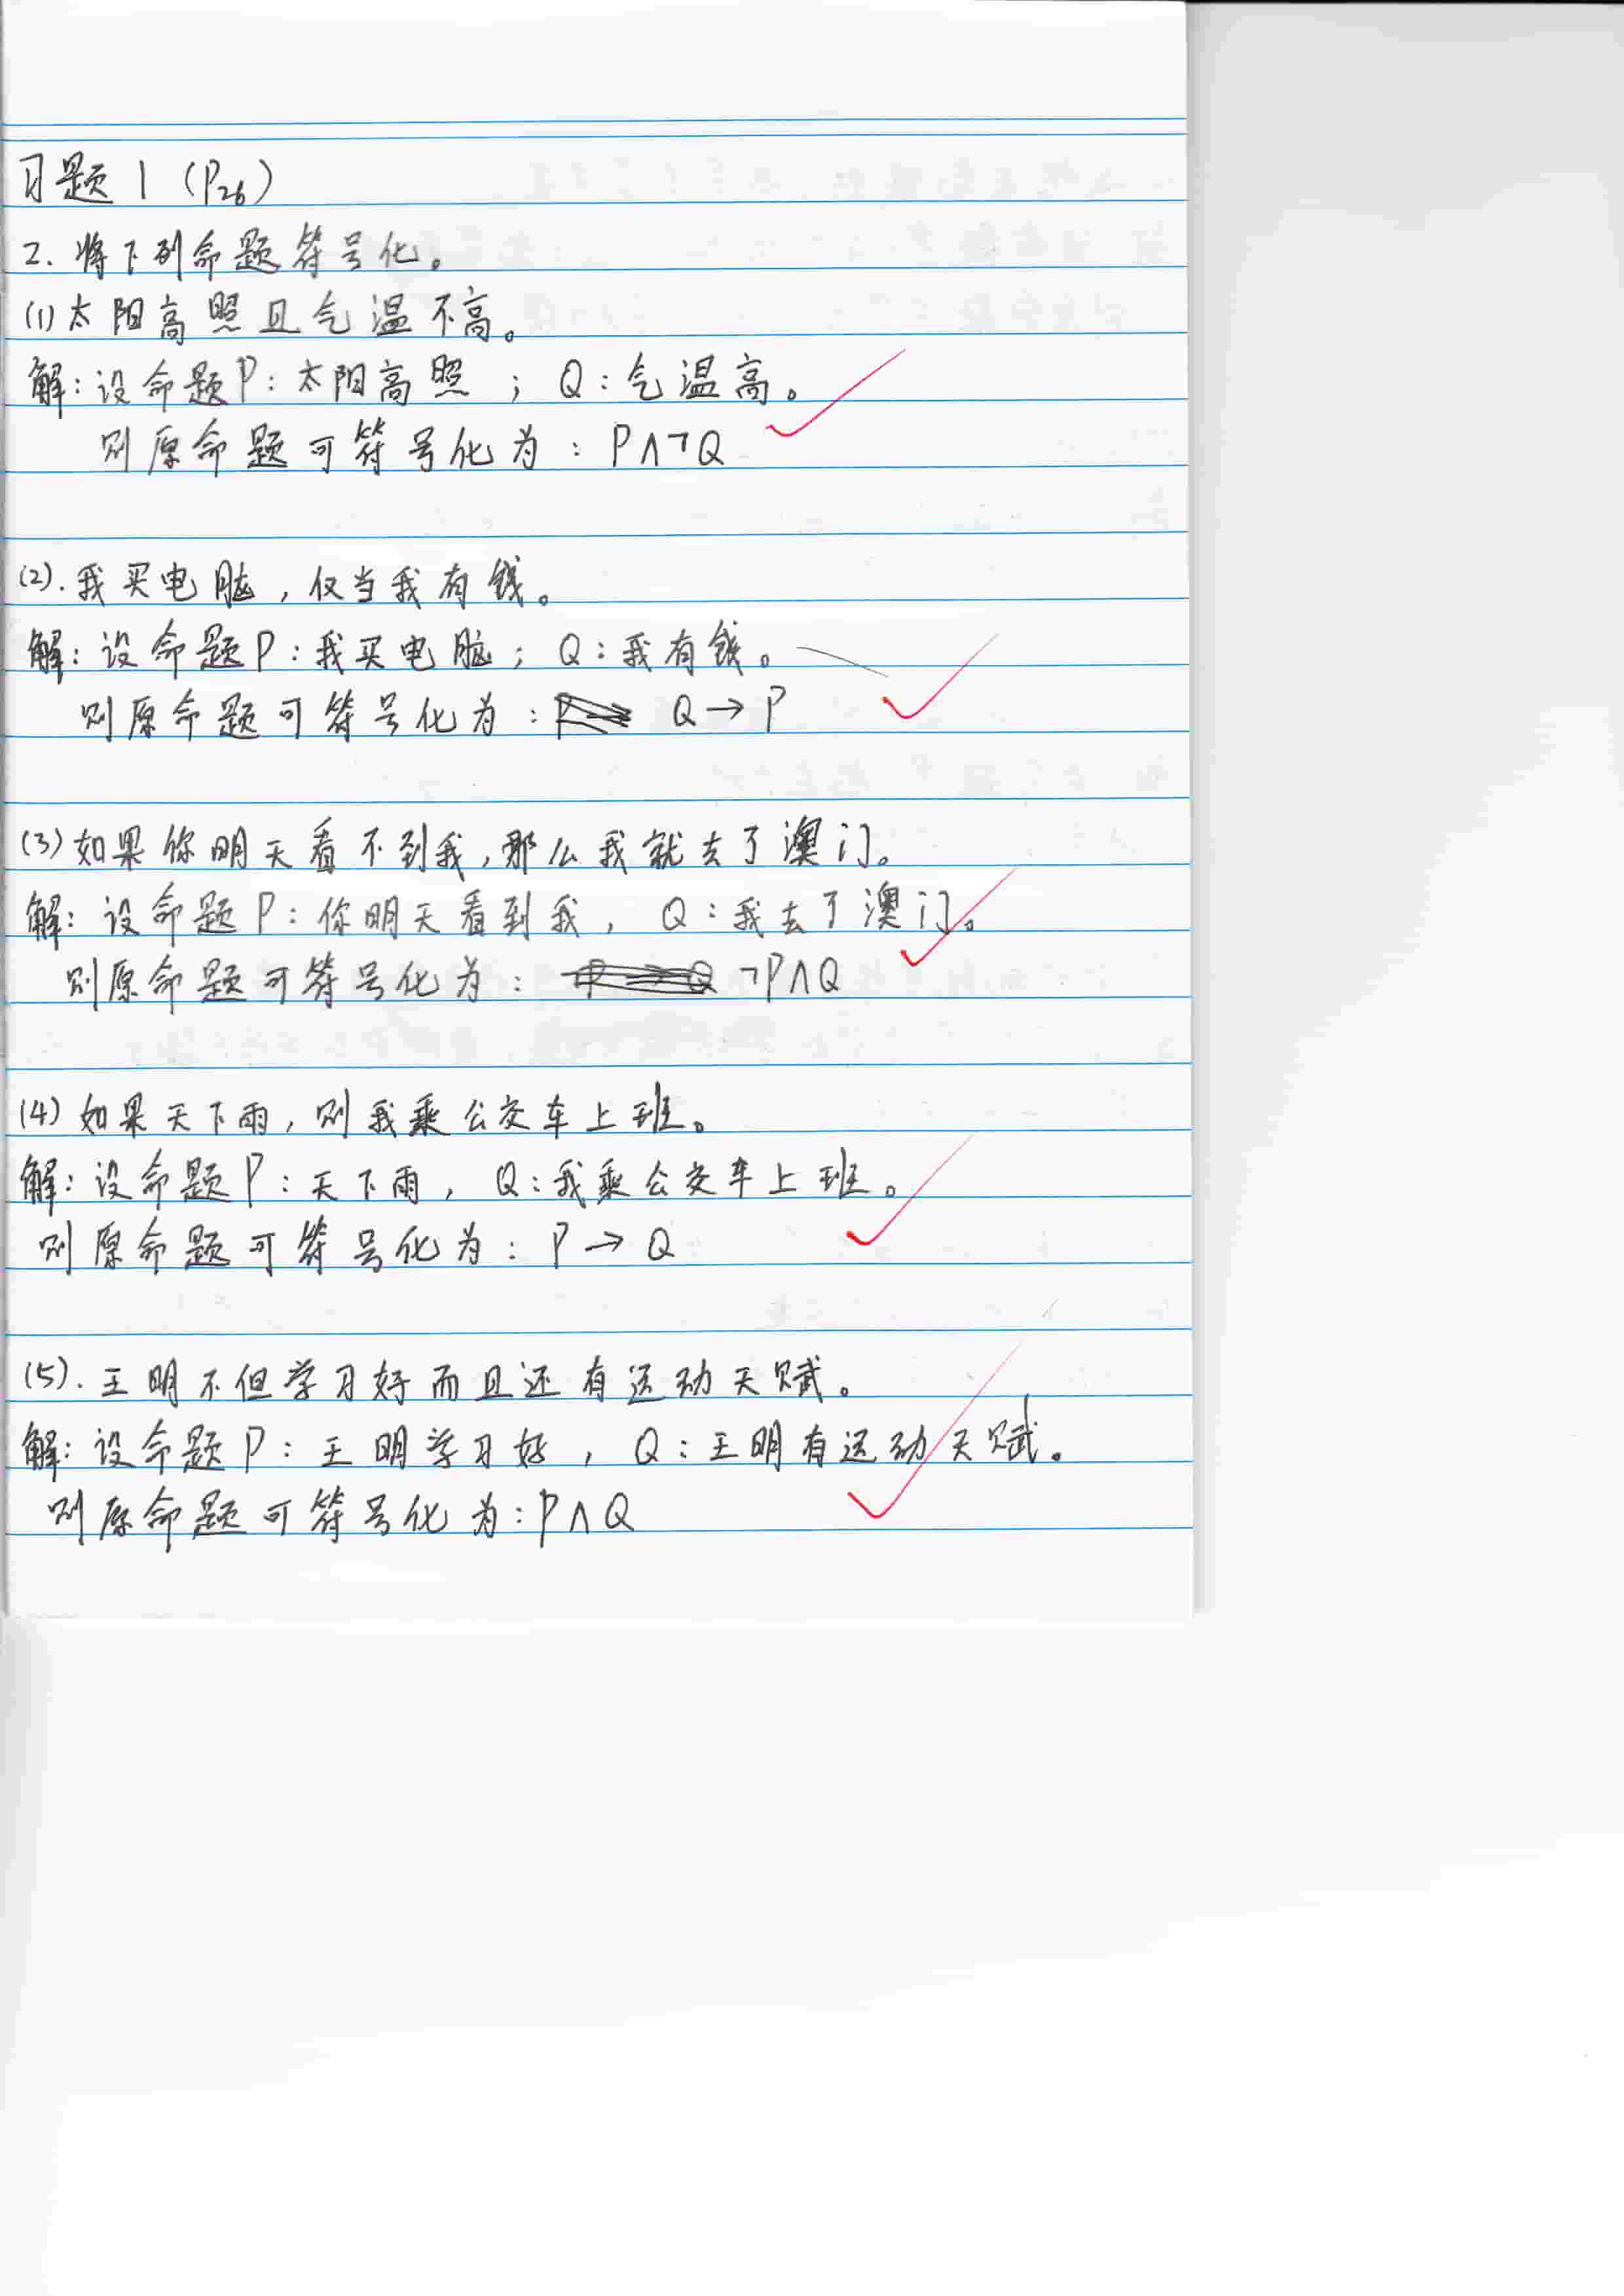 习题1 (P26)
2. 将下列命题符号化。
(1) 太阳高照且气温不高。
解: 设命题P: 太阳高照 ; Q: 气温高。
则原命题可符号化为: P∧¬Q
(2). 我买电脑, 仅当我有钱。
解: 设命题P: 我买电脑; Q: 我有钱。
则原命题可符号化为: Q→P
(3) 如果你明天看不到我, 那么我就去了澳门。
解: 设命题P: 你明天看到我, Q: 我去了澳门。
则原命题可符号化为: ¬P∧Q
(4) 如果天下雨, 则我乘公交车上班。
解: 设命题P: 天下雨, Q: 我乘公交车上班。
则原命题可符号化为: P→Q
(5). 王明不但学习好而且还有运动天赋。
解: 设命题P: 王明学习好, Q: 王明有运动天赋。
则原命题可符号化为: P∧Q